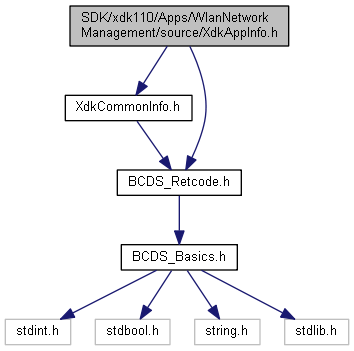 SDK/xdk110/Apps/WlanNetwork
Management/source/XdkAppInfo.h
XdkCommonInfo.h
BCDS_Retcode.h
BCDS_Basics.h
stdint.h
stdbool.h
string.h
stdlib.h